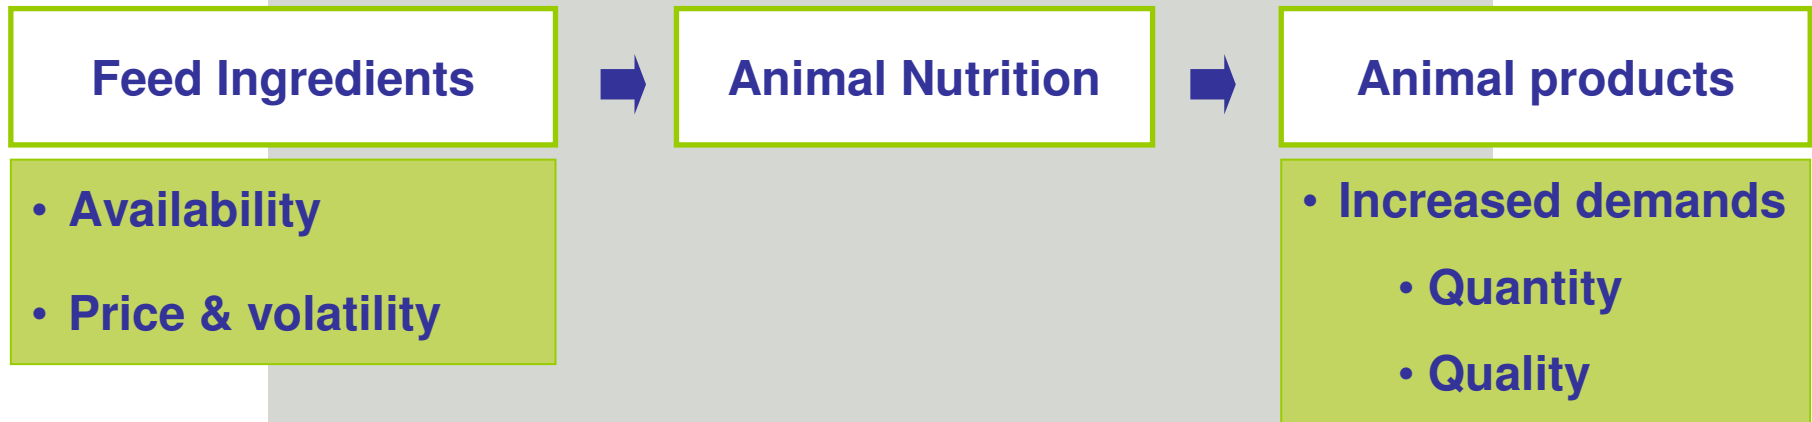 Feed Ingredients
Animal Nutrition
Animal products
• Availability
• Price & volatility
• Increased demands
• Quantity
• Quality